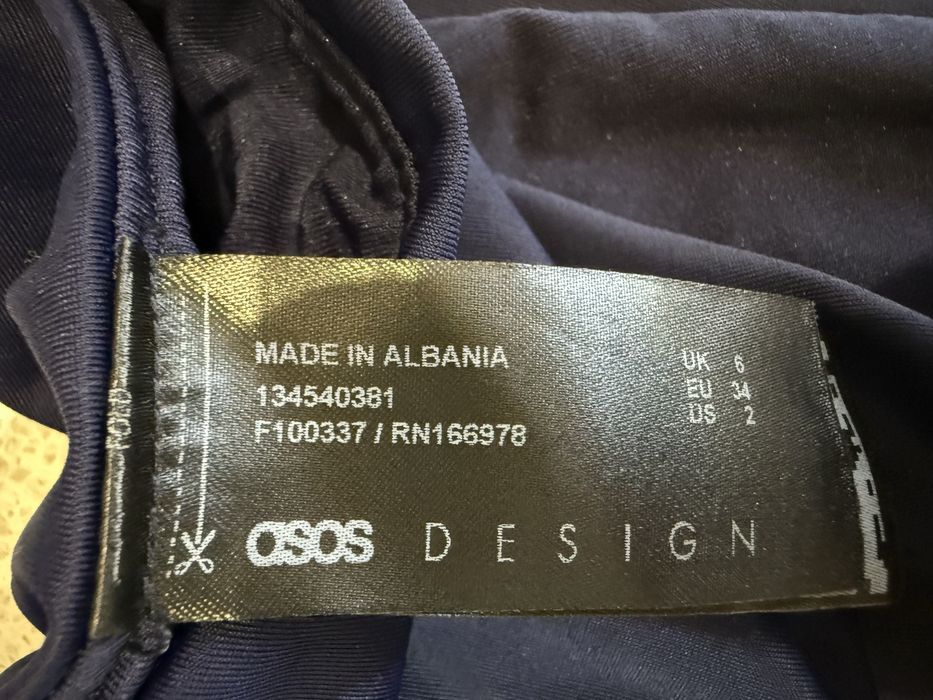 MADE IN ALBANIA
134540381
F100337 / RN166978
UK 6
EU 34
US 2
asos DESIGN